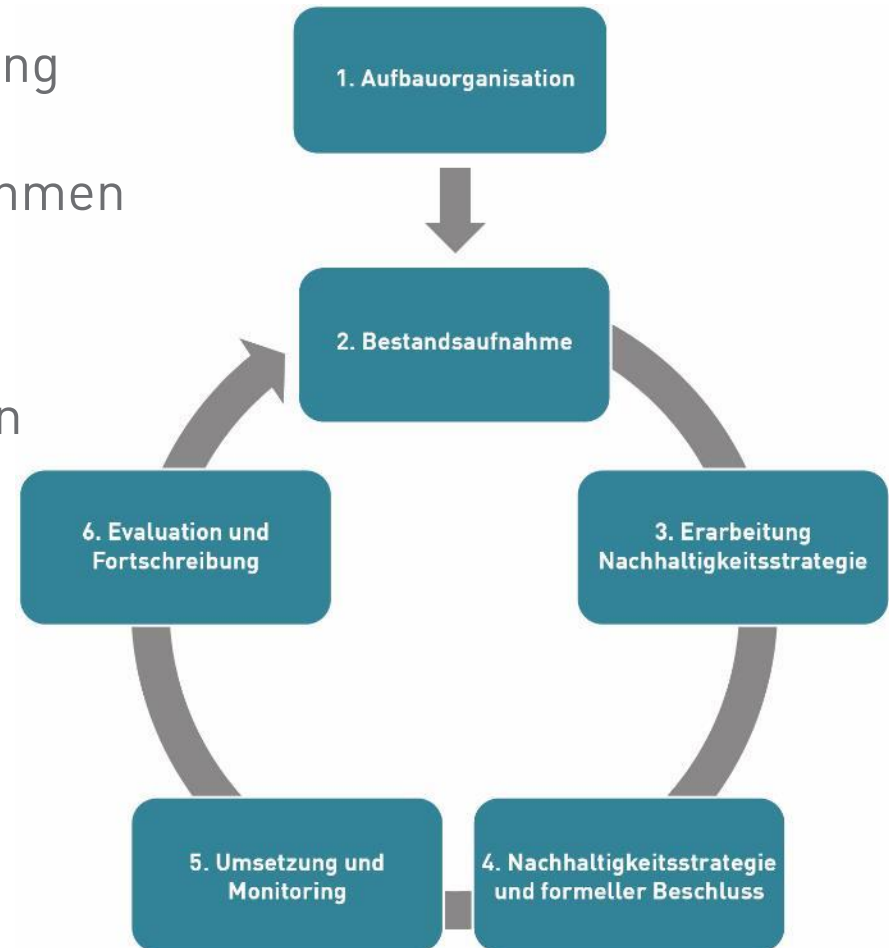 ng
hmen
n
1. Aufbauorganisation
2. Bestandsaufnahme
3. Erarbeitung
Nachhaltigkeitsstrategie
4. Nachhaltigkeitsstrategie
und formeller Beschluss
5. Umsetzung und
Monitoring
6. Evaluation und
Fortschreibung